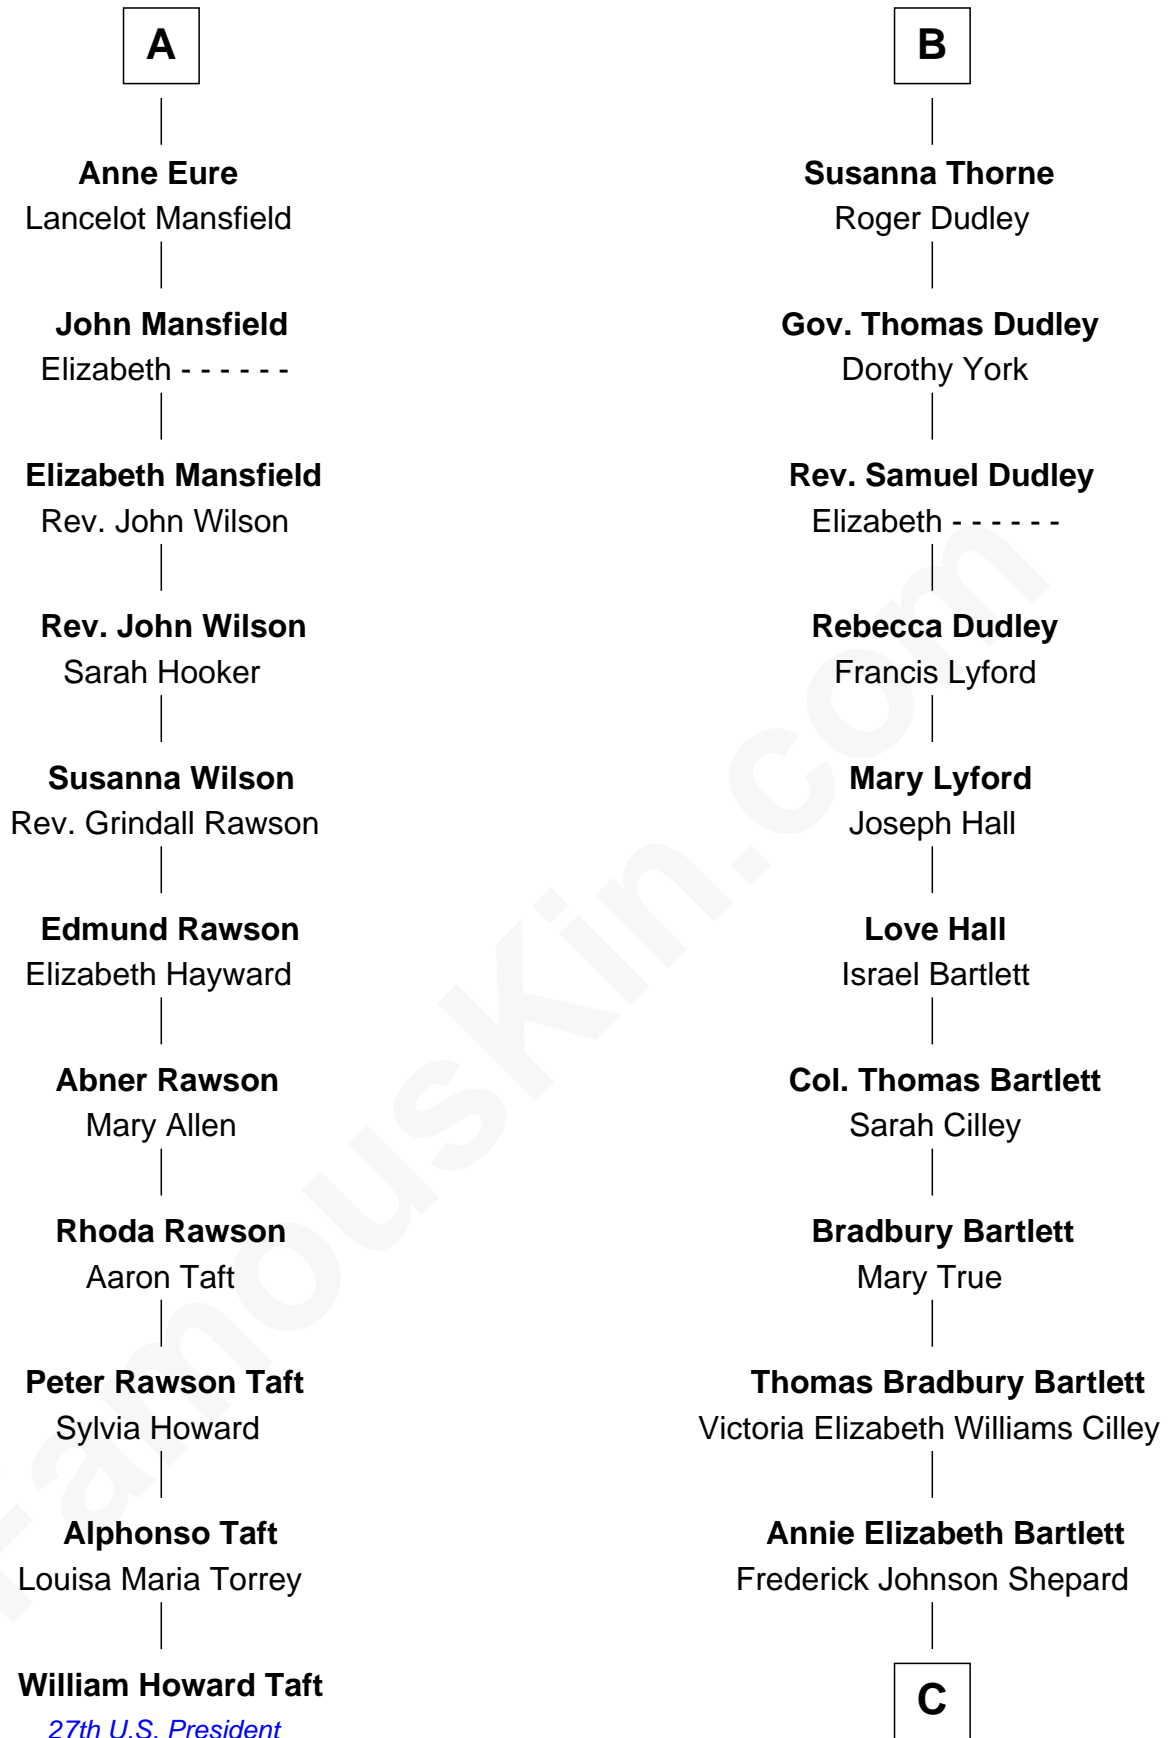 A
Anne Eure
Lancelot Mansfield
John Mansfield
Elizabeth - - - - - -
Elizabeth Mansfield
Rev. John Wilson
Rev. John Wilson
Sarah Hooker
Susanna Wilson
Rev. Grindall Rawson
Edmund Rawson
Elizabeth Hayward
Abner Rawson
Mary Allen
Rhoda Rawson
Aaron Taft
Peter Rawson Taft
Sylvia Howard
Alphonso Taft
Louisa Maria Torrey
William Howard Taft
27th U.S. President
B
Susanna Thorne
Roger Dudley
Gov. Thomas Dudley
Dorothy York
Rev. Samuel Dudley
Elizabeth - - - - - -
Rebecca Dudley
Francis Lyford
Mary Lyford
Joseph Hall
Love Hall
Israel Bartlett
Col. Thomas Bartlett
Sarah Cilley
Bradbury Bartlett
Mary True
Thomas Bradbury Bartlett
Victoria Elizabeth Williams Cilley
Annie Elizabeth Bartlett
Frederick Johnson Shepard
C
FamousKin.com